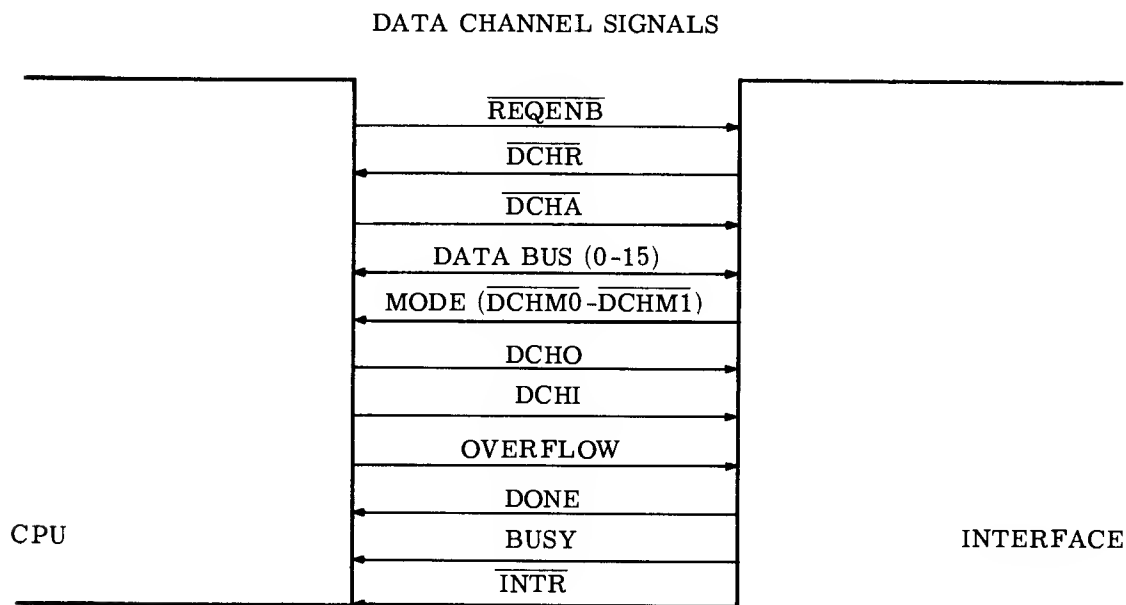 DATA CHANNEL SIGNALS
REQENB
DCHR
DCHA
DATA BUS (0-15)
MODE (DCHM0-DCHM1)
DCHO
DCHI
OVERFLOW
DONE
CPU
BUSY
INTERFACE
INTR